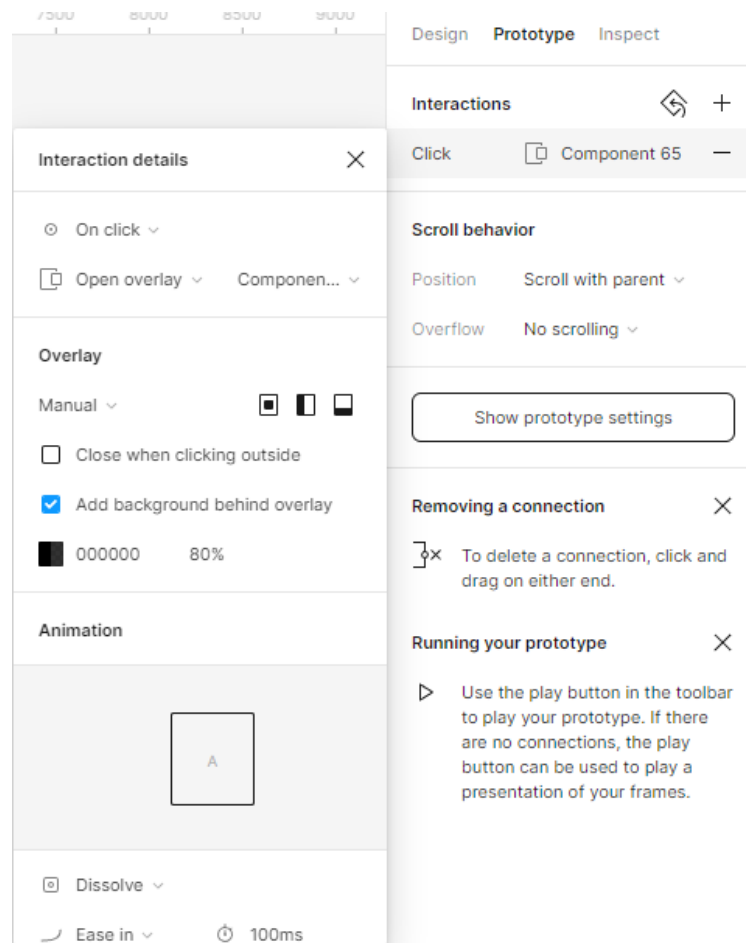 7500 8000 8500 9000
Design Prototype Inspect
Interactions
Click Component 65
Interaction details
On click
Open overlay Componen...
Overlay
Manual
Close when clicking outside
Add background behind overlay
000000 80%
Animation
A
Dissolve
Ease in 100ms
Scroll behavior
Position Scroll with parent
Overflow No scrolling
Show prototype settings
Removing a connection
To delete a connection, click and
drag on either end.
Running your prototype
Use the play button in the toolbar
to play your prototype. If there
are no connections, the play
button can be used to play a
presentation of your frames.